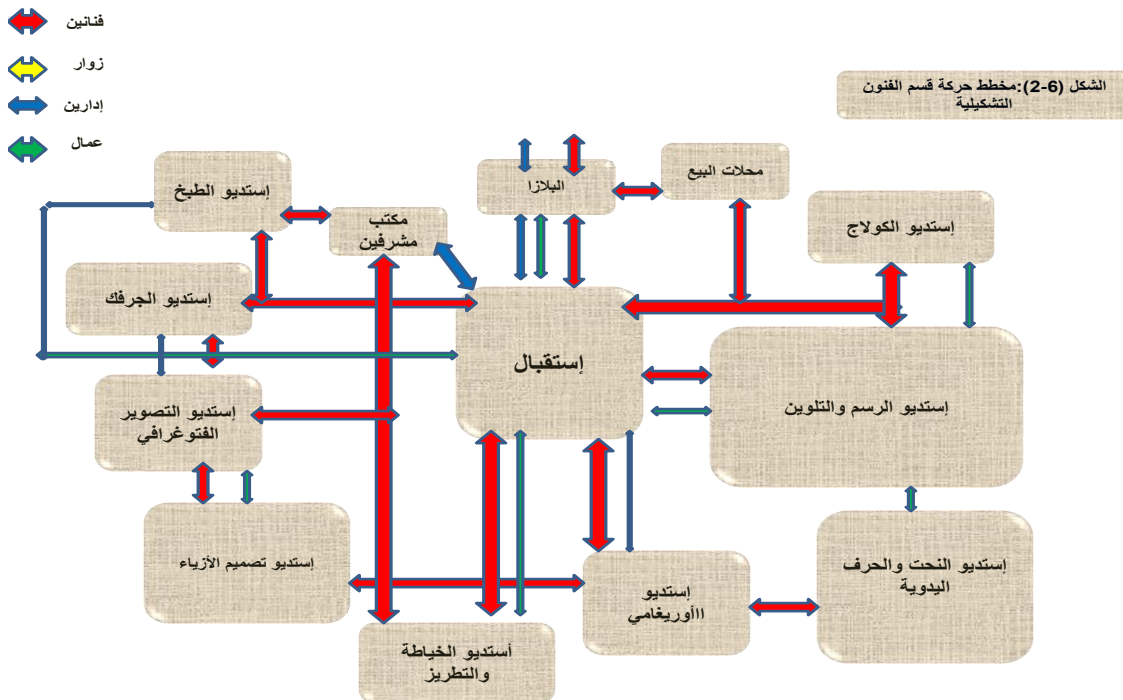 فنانين
زوار
إدارين
عمال
الشكل (6-2):مخطط حركة قسم الفنون
التشكيلية
إستديو الطبخ
مكتب
مشرفين
البلازا
محلات البيع
إستديو الكولاج
إستديو الجرفك
إستقبال
إستديو الرسم والتلوين
إستديو التصوير
الفتوغرافي
إستديو تصميم الأزياء
إستديو
ااأوريغامي
إستديو النحت والحرف
اليدوية
أستديو الخياطة
والتطريز